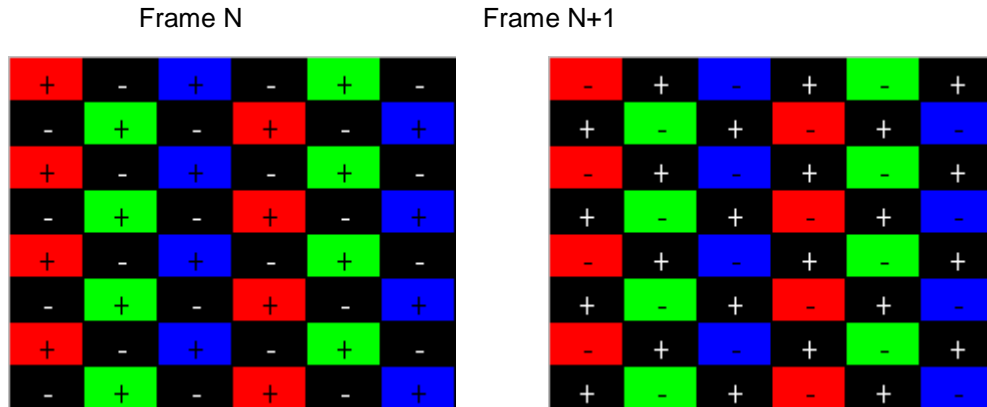 Frame N Frame N+1
+ - + - + - - + - + - +
- + - + - + + - + - + -
+ - + - + - - + - + - +
- + - + - + + - + - + -
+ - + - + - - + - + - +
- + - + - + + - + - + -
+ - + - + - - + - + - +
- + - + - + + - + - + -